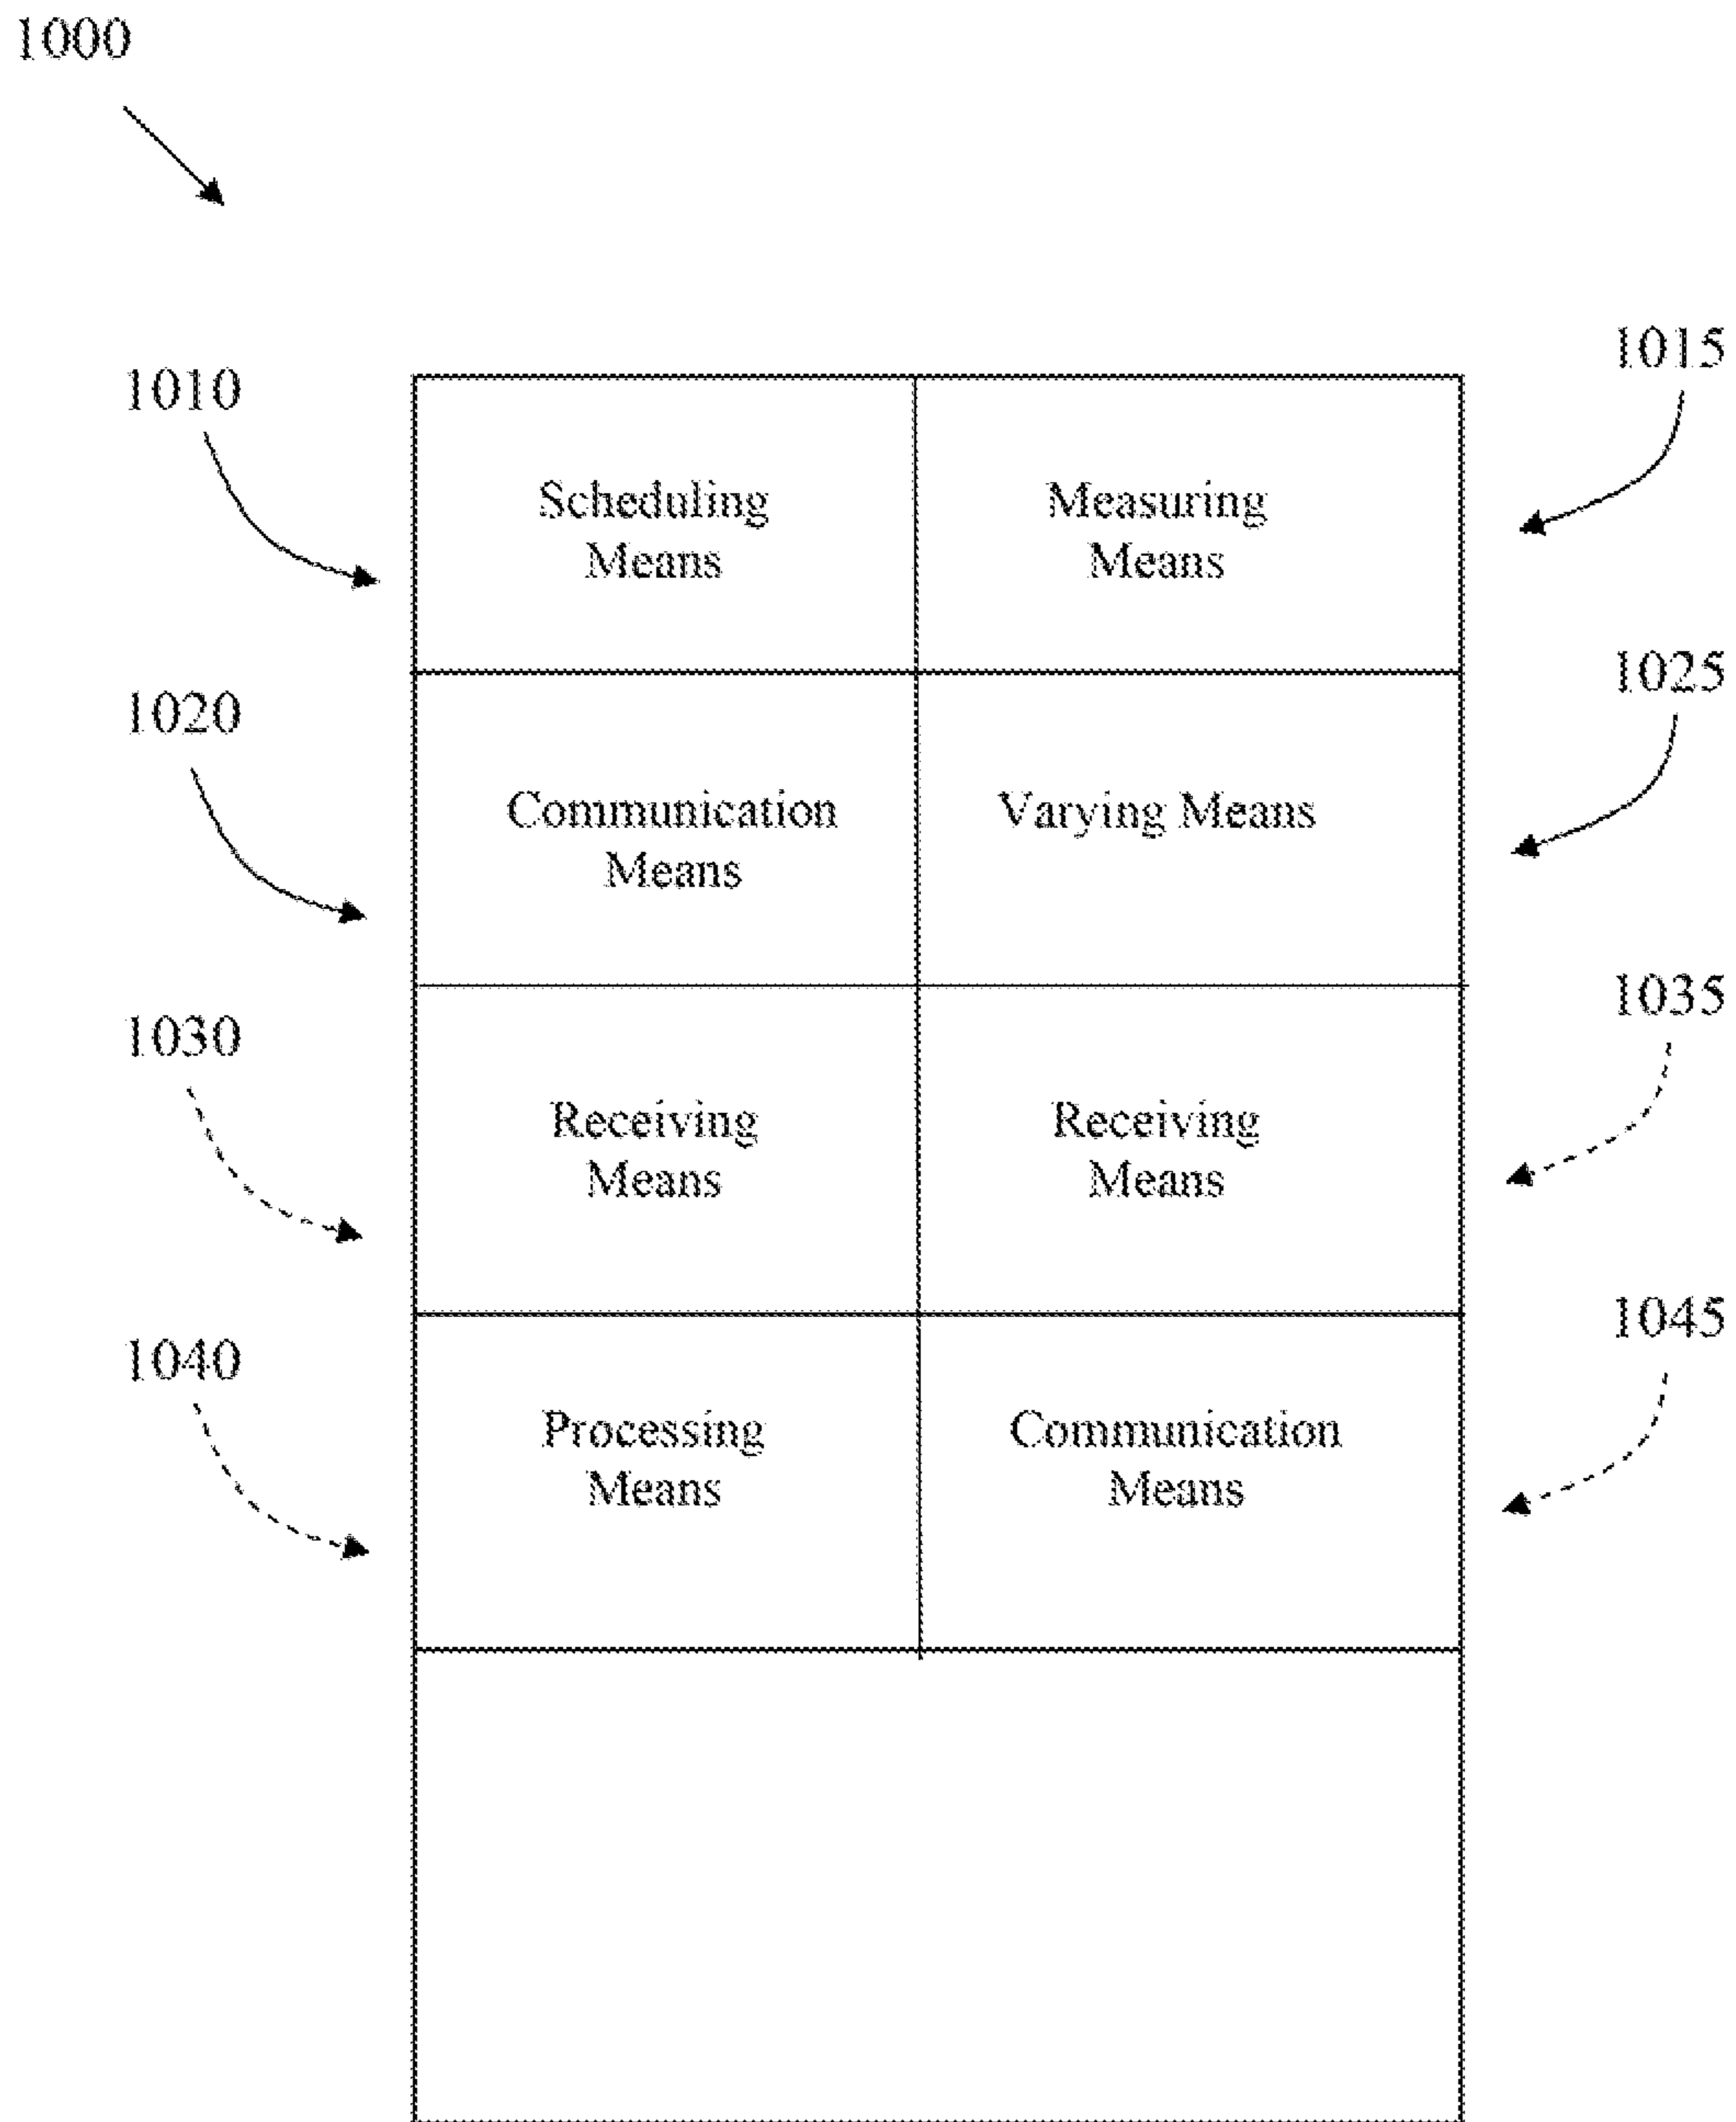 1000
1010
1015
Scheduling
Means
Measuring
Means
1020
1025
Communication
Means
Varying Means
1030
1035
Receiving
Means
Receiving
Means
1040
1045
Processing
Means
Communication
Means